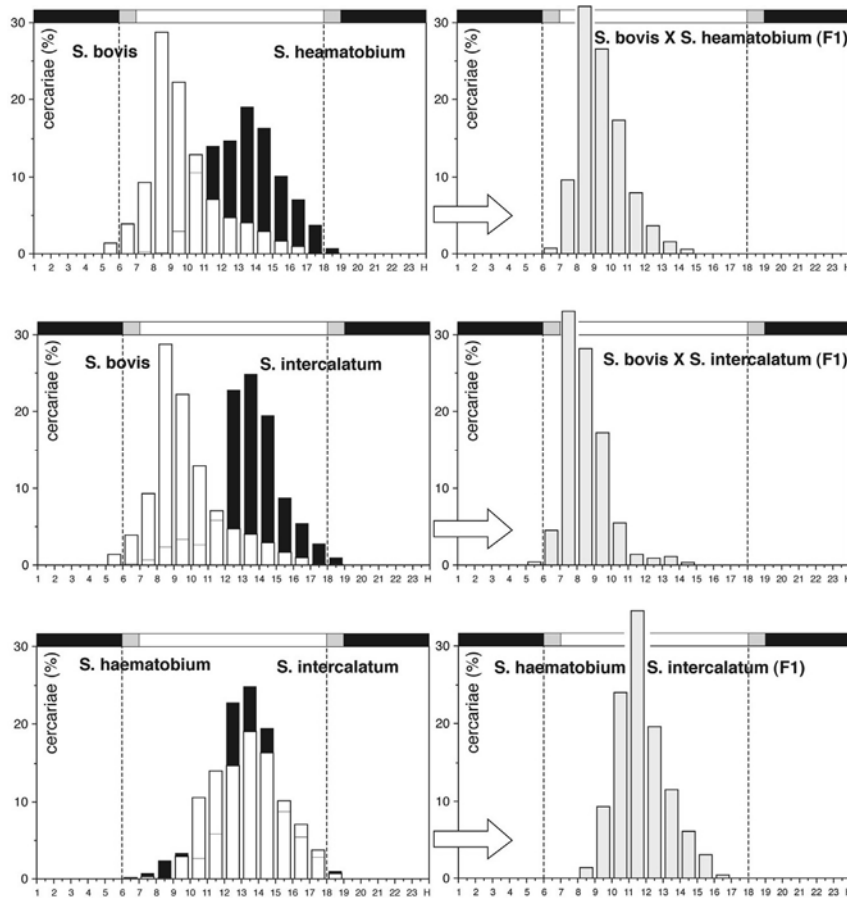 30
20
10
0
cercariae (%)
S. bovis
S. heamatobium
1 2 3 4 5 6 7 8 9 10 11 12 13 14 15 16 17 18 19 20 21 22 23 H
30
20
10
0
cercariae (%)
S. bovis X S. heamatobium (F1)
1 2 3 4 5 6 7 8 9 10 11 12 13 14 15 16 17 18 19 20 21 22 23 H
30
20
10
0
cercariae (%)
S. bovis
S. intercalatum
1 2 3 4 5 6 7 8 9 10 11 12 13 14 15 16 17 18 19 20 21 22 23 H
30
20
10
0
cercariae (%)
S. bovis X S. intercalatum (F1)
1 2 3 4 5 6 7 8 9 10 11 12 13 14 15 16 17 18 19 20 21 22 23 H
30
20
10
0
cercariae (%)
S. haematobium
S. intercalatum
1 2 3 4 5 6 7 8 9 10 11 12 13 14 15 16 17 18 19 20 21 22 23 H
30
20
10
0
cercariae (%)
S. haematobium S. intercalatum (F1)
1 2 3 4 5 6 7 8 9 10 11 12 13 14 15 16 17 18 19 20 21 22 23 H